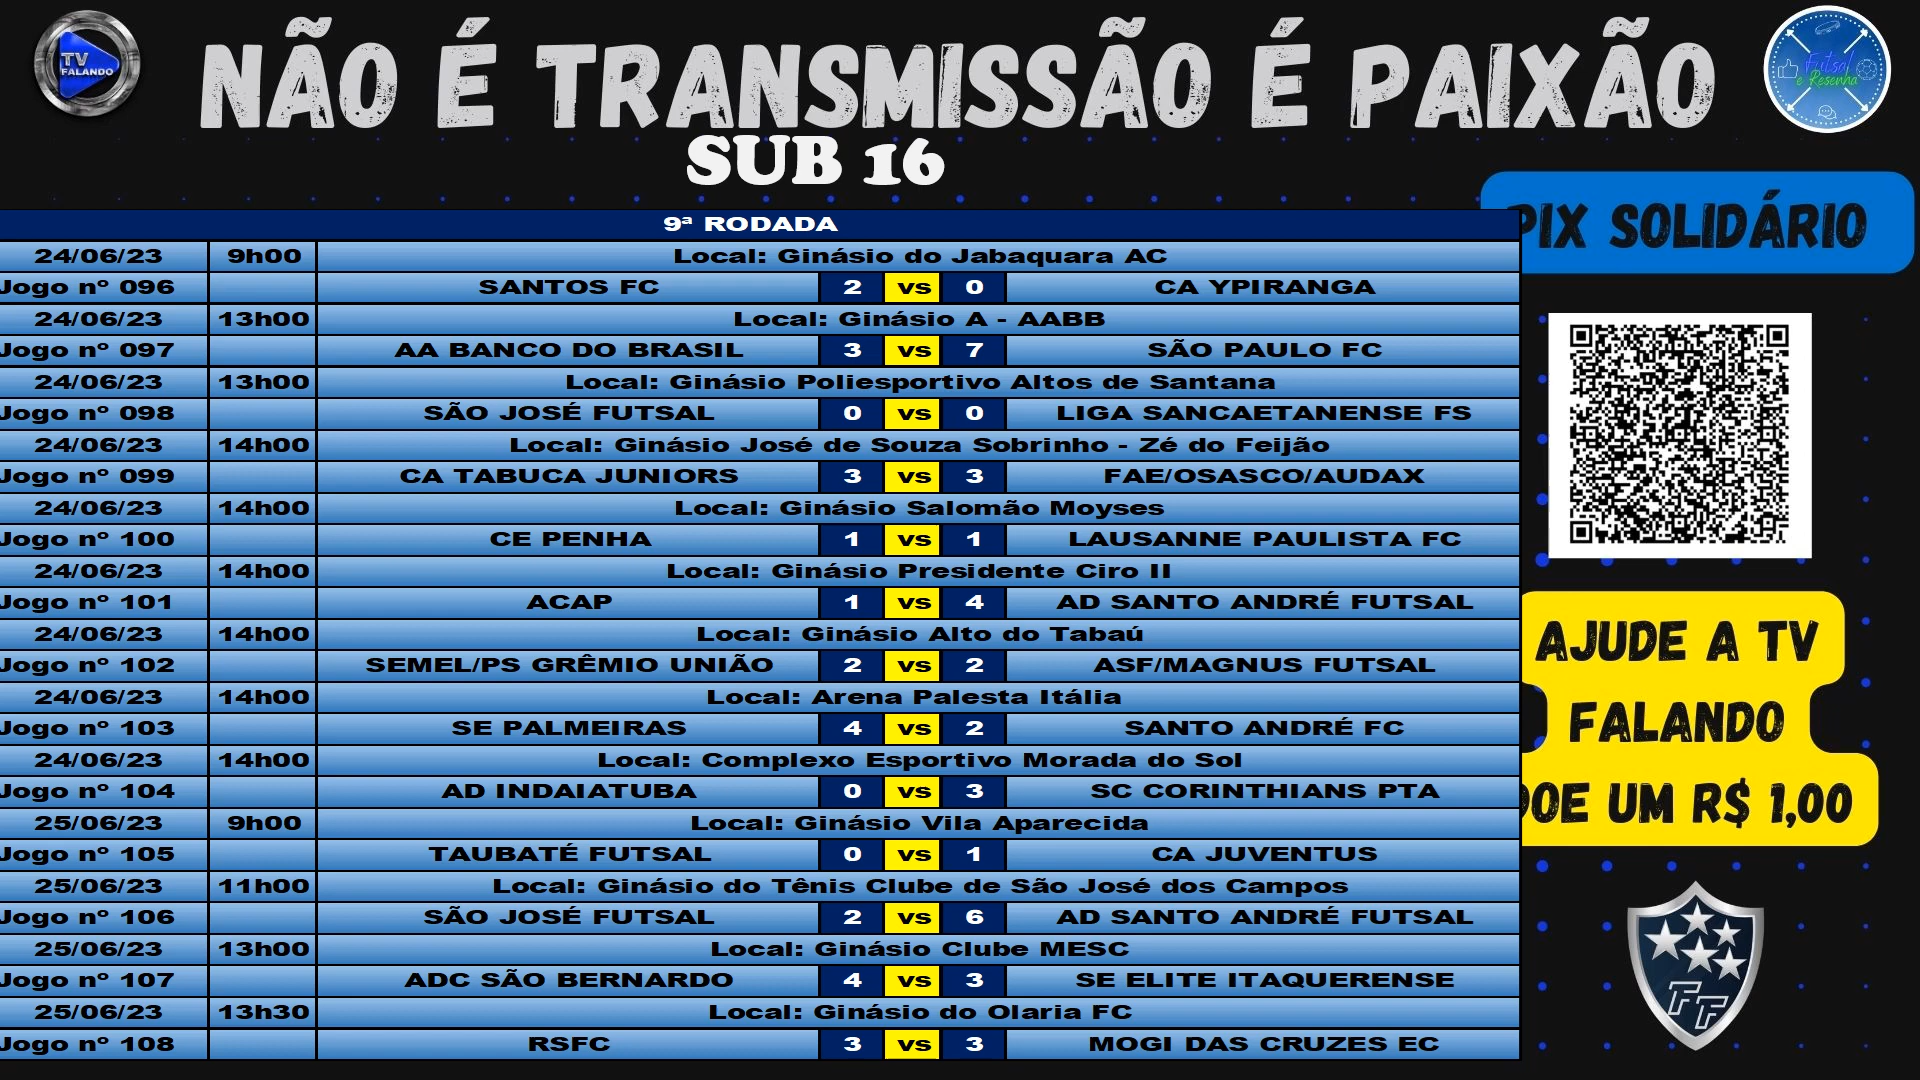 TV
FALANDO
NÃO É TRANSMISSÃO É PAIXÃO
Futsal
e Resenha
SUB 16
PIX SOLIDÁRIO
9ª RODADA
24/06/23 9h00 Local: Ginásio do Jabaquara AC
Jogo nº 096 SANTOS FC 2 vs 0 CA YPIRANGA
24/06/23 13h00 Local: Ginásio A - AABB
Jogo nº 097 AA BANCO DO BRASIL 3 vs 7 SÃO PAULO FC
24/06/23 13h00 Local: Ginásio Poliesportivo Altos de Santana
Jogo nº 098 SÃO JOSÉ FUTSAL 0 vs 0 LIGA SANCAETANENSE FS
24/06/23 14h00 Local: Ginásio José de Souza Sobrinho - Zé do Feijão
Jogo nº 099 CA TABUCA JUNIORS 3 vs 3 FAE/OSASCO/AUDAX
24/06/23 14h00 Local: Ginásio Salomão Moyses
Jogo nº 100 CE PENHA 1 vs 1 LAUSANNE PAULISTA FC
24/06/23 14h00 Local: Ginásio Presidente Ciro II
Jogo nº 101 ACAP 1 vs 4 AD SANTO ANDRÉ FUTSAL
24/06/23 14h00 Local: Ginásio Alto do Tabaú
Jogo nº 102 SEMEL/PS GRÊMIO UNIÃO 2 vs 2 ASF/MAGNUS FUTSAL
24/06/23 14h00 Local: Arena Palesta Itália
Jogo nº 103 SE PALMEIRAS 4 vs 2 SANTO ANDRÉ FC
24/06/23 14h00 Local: Complexo Esportivo Morada do Sol
Jogo nº 104 AD INDAIATUBA 0 vs 3 SC CORINTHIANS PTA
25/06/23 9h00 Local: Ginásio Vila Aparecida
Jogo nº 105 TAUBATÉ FUTSAL 0 vs 1 CA JUVENTUS
25/06/23 11h00 Local: Ginásio do Tênis Clube de São José dos Campos
Jogo nº 106 SÃO JOSÉ FUTSAL 2 vs 6 AD SANTO ANDRÉ FUTSAL
25/06/23 13h00 Local: Ginásio Clube MESC
Jogo nº 107 ADC SÃO BERNARDO 4 vs 3 SE ELITE ITAQUERENSE
25/06/23 13h30 Local: Ginásio do Olaria FC
Jogo nº 108 RSFC 3 vs 3 MOGI DAS CRUZES EC
AJUDE A TV
FALANDO
DOE UM R$ 1,00
FF